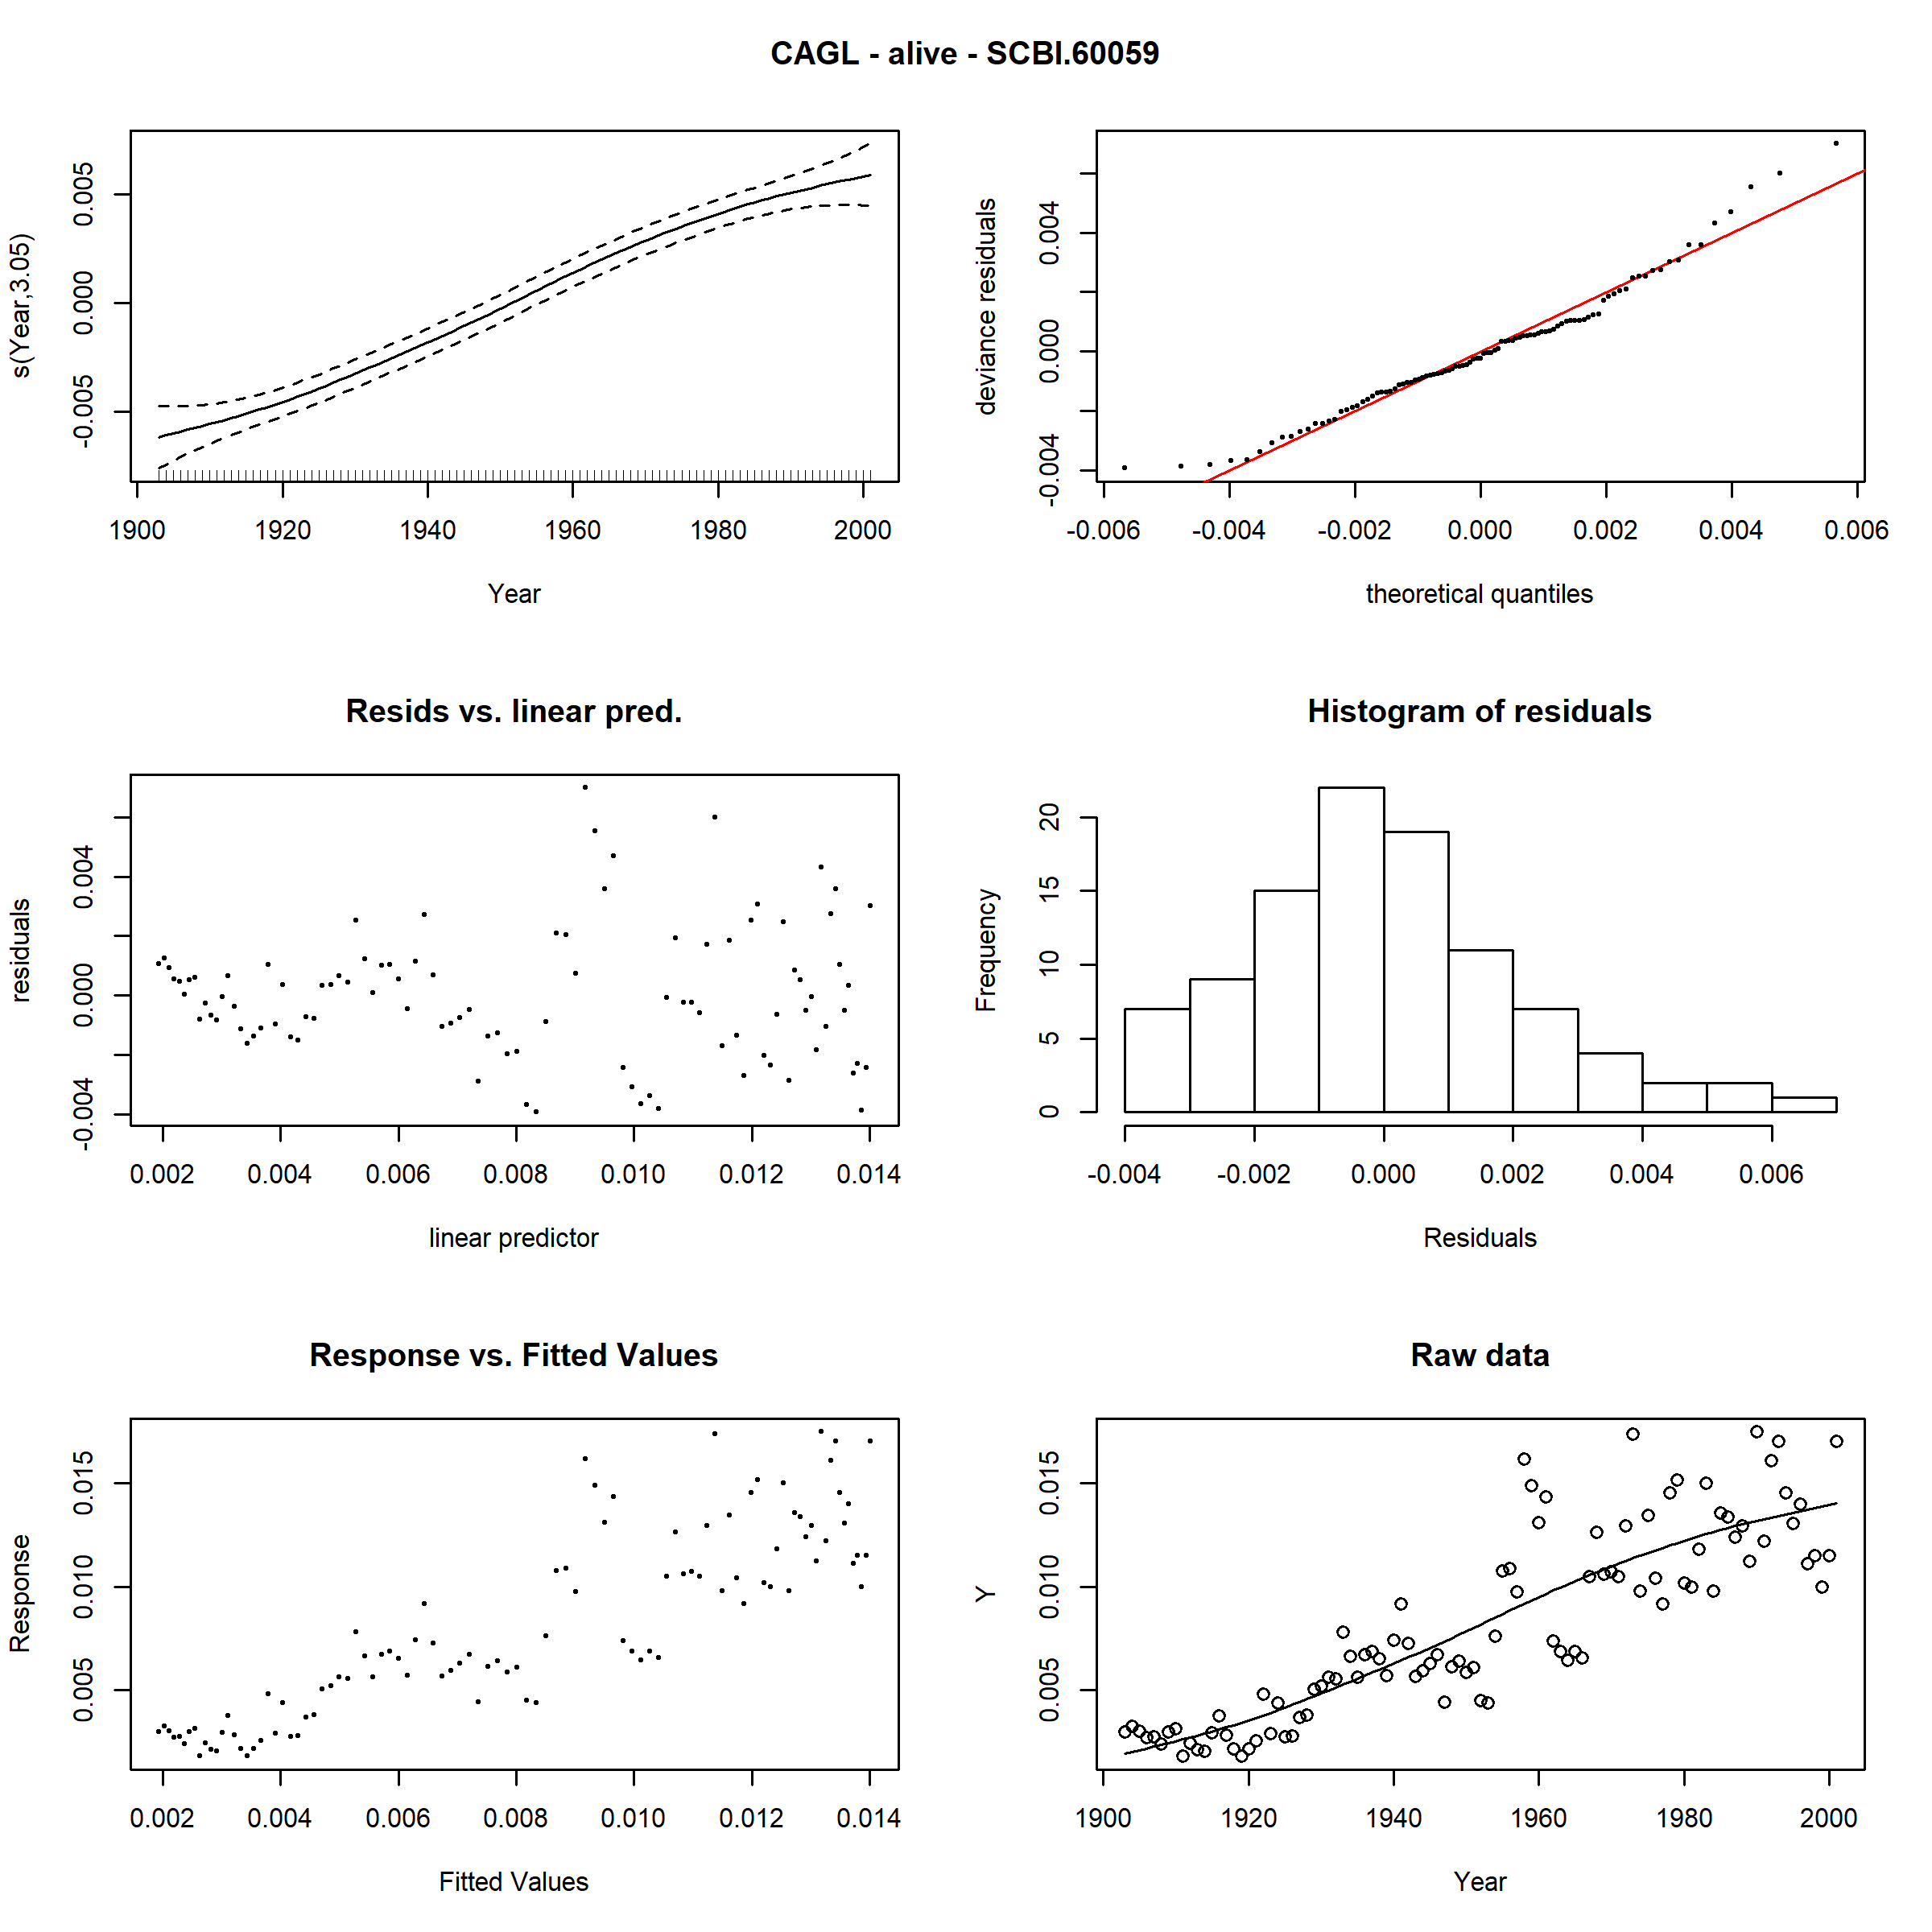 CAGL - alive - SCBI.60059
s(Year,3.05)
0.005
0.000
-0.005
1900 1920 1940 1960 1980 2000
Year
deviance residuals
0.004
0.000
-0.004
-0.006 -0.004 -0.002 0.000 0.002 0.004 0.006
theoretical quantiles
Resids vs. linear pred.
residuals
0.004
0.000
-0.004
0.002 0.004 0.006 0.008 0.010 0.012 0.014
linear predictor
Histogram of residuals
Frequency
20
15
10
5
0
-0.004 -0.002 0.000 0.002 0.004 0.006
Residuals
Response vs. Fitted Values
Response
0.015
0.010
0.005
0.002 0.004 0.006 0.008 0.010 0.012 0.014
Fitted Values
Raw data
Y
0.015
0.010
0.005
1900 1920 1940 1960 1980 2000
Year